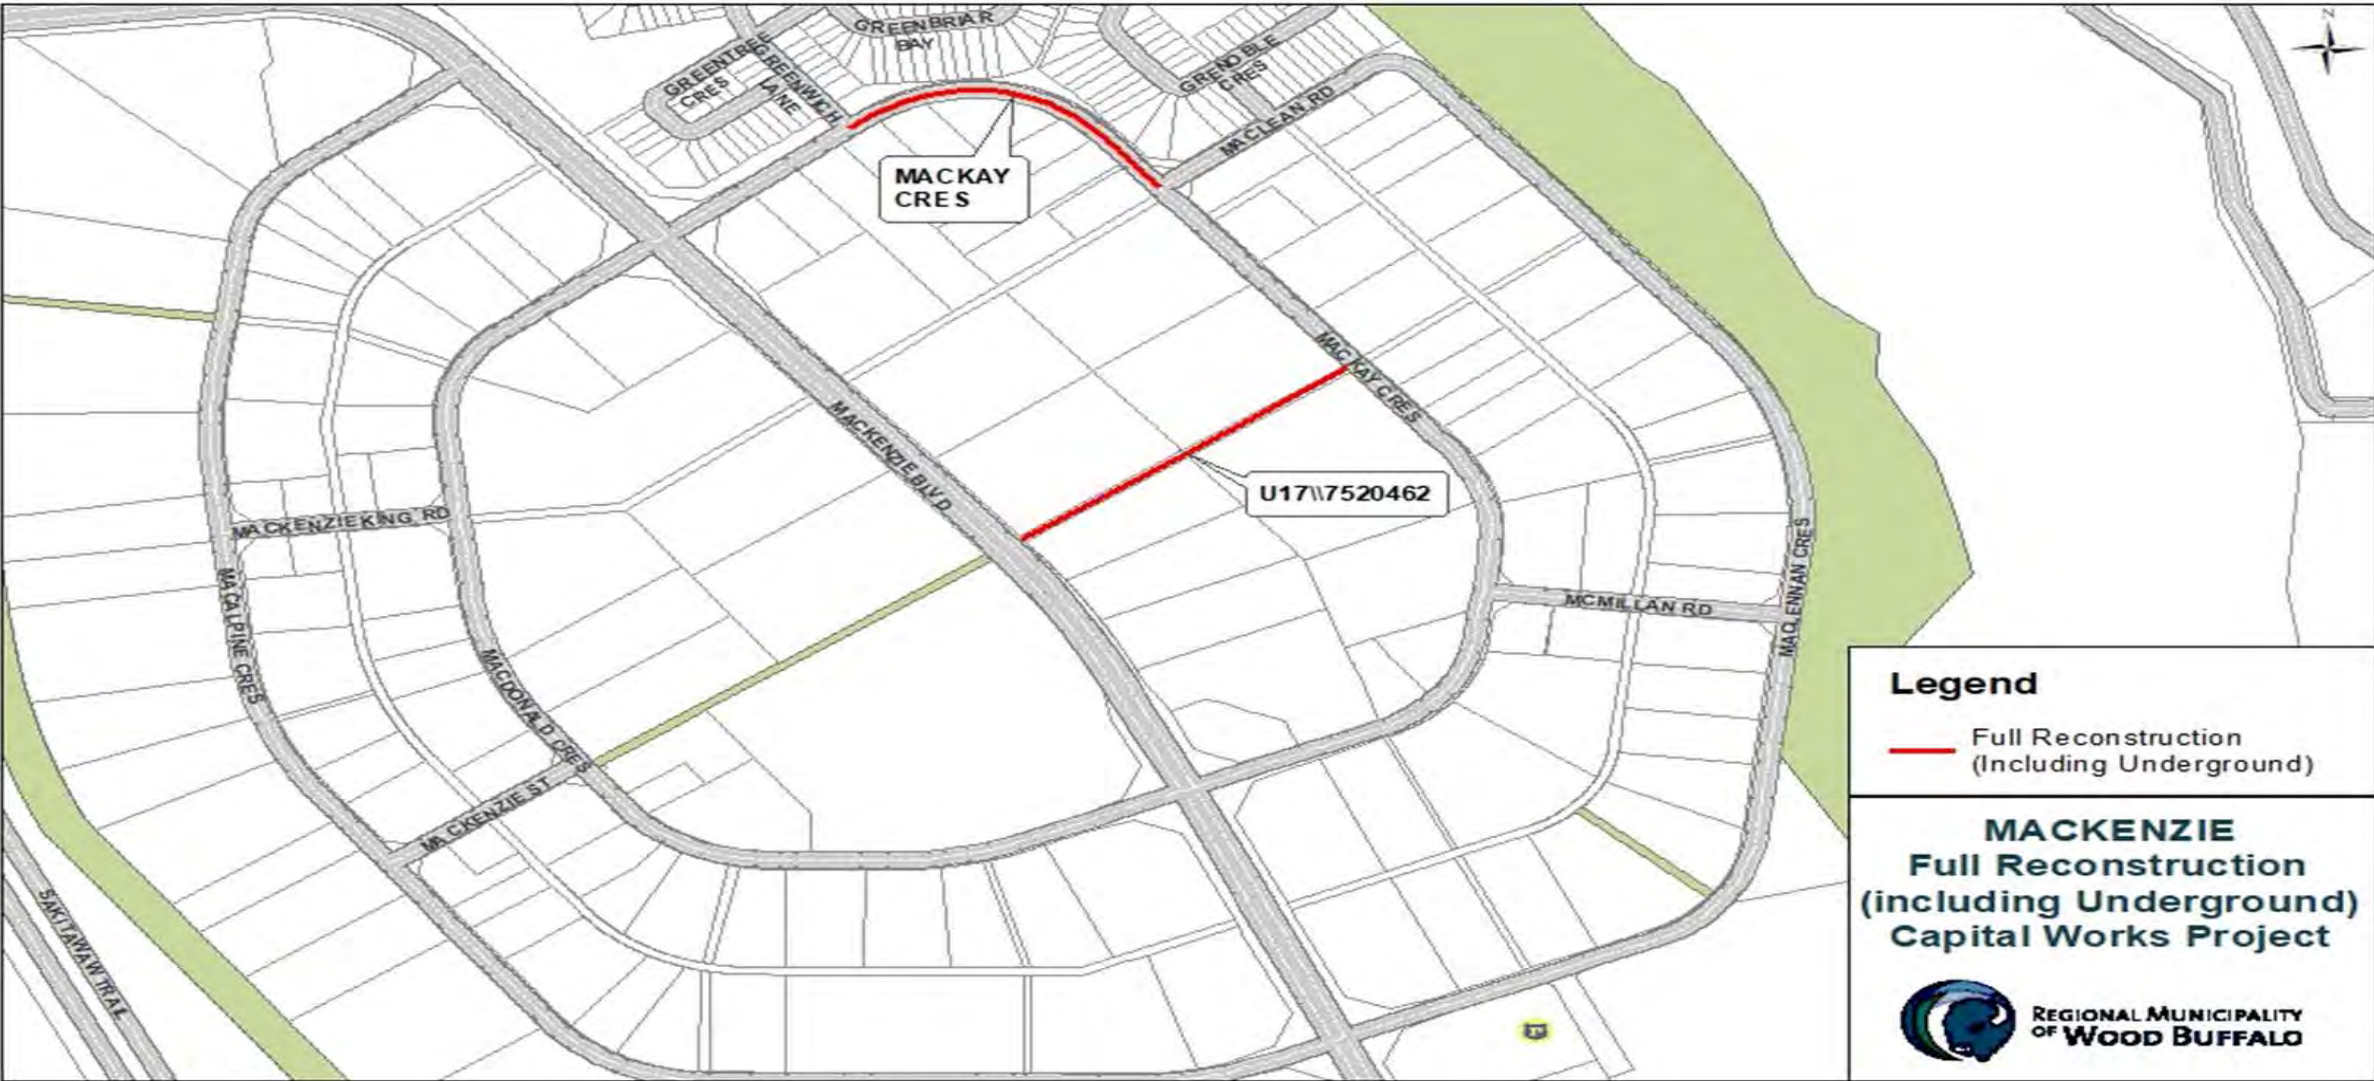 GREENBRIAR
BAY
GREENTREE
CRES
GREENWICH
LANE
GRENOBLE
CRES
MACLEAN RD
Z
MACKAY
CRES
MACKAY CRES
MACKENZIE BLVD
U17\\7520462
MACKENZIE KING RD
MACALPINE CRES
MACDONALD CRES
MACKENZIE ST
MCMILLAN RD
MACLENNAN CRES
SAKITAWAW TRAIL
Legend
Full Reconstruction
(Including Underground)
MACKENZIE
Full Reconstruction
(including Underground)
Capital Works Project
REGIONAL MUNICIPALITY
OF WOOD BUFFALO